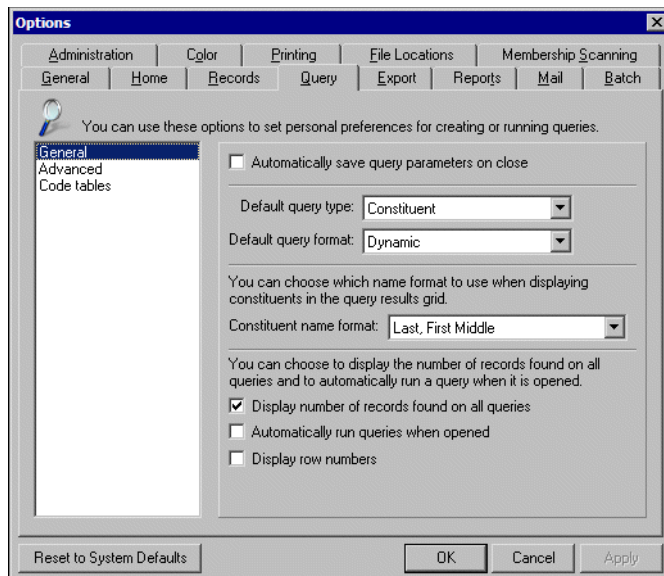 Options
Administration
Color
Printing
File Locations
Membership Scanning
General
Home
Records
Query
Export
Reports
Mail
Batch
You can use these options to set personal preferences for creating or running queries.
General
Advanced
Code tables
Automatically save query parameters on close
Default query type: Constituent
Default query format: Dynamic
You can choose which name format to use when displaying
constituents in the query results grid.
Constituent name format: Last, First Middle
You can choose to display the number of records found on all
queries and to automatically run a query when it is opened.
Display number of records found on all queries
Automatically run queries when opened
Display row numbers
Reset to System Defaults
OK
Cancel
Apply